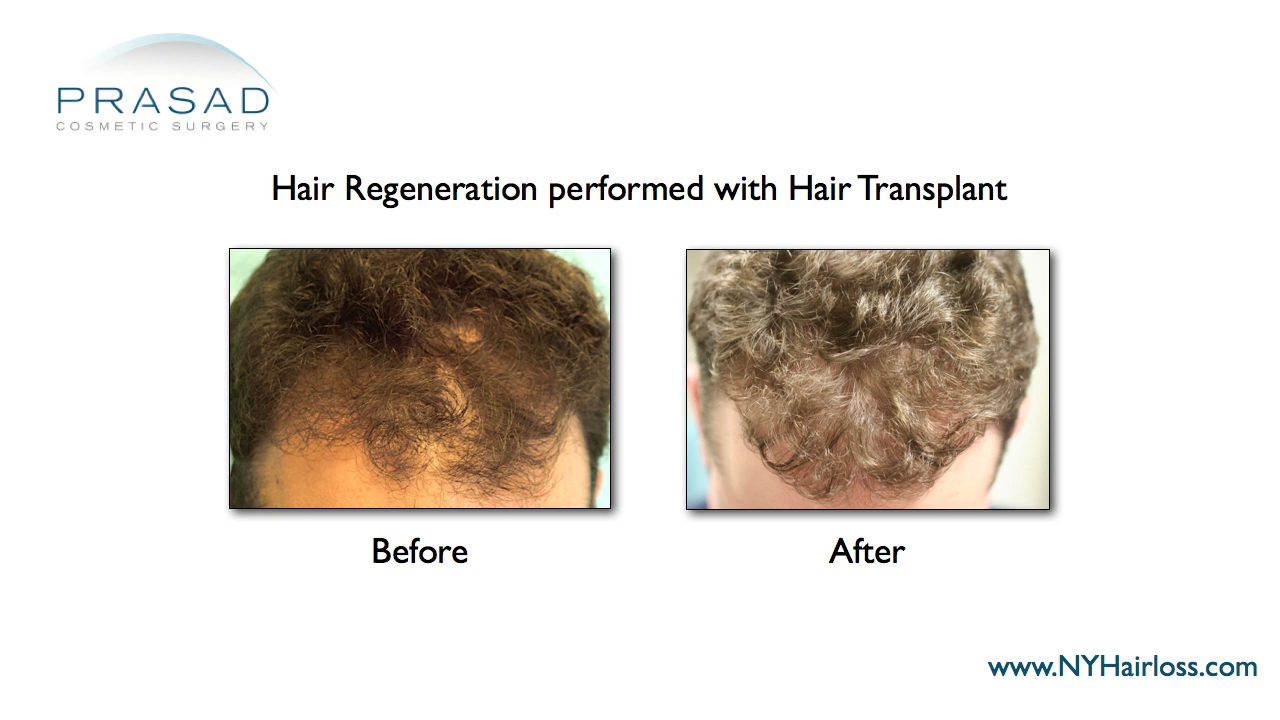 PRASAD
COSMETIC SURGERY
Hair Regeneration performed with Hair Transplant
Before
After
www.NYHairloss.com